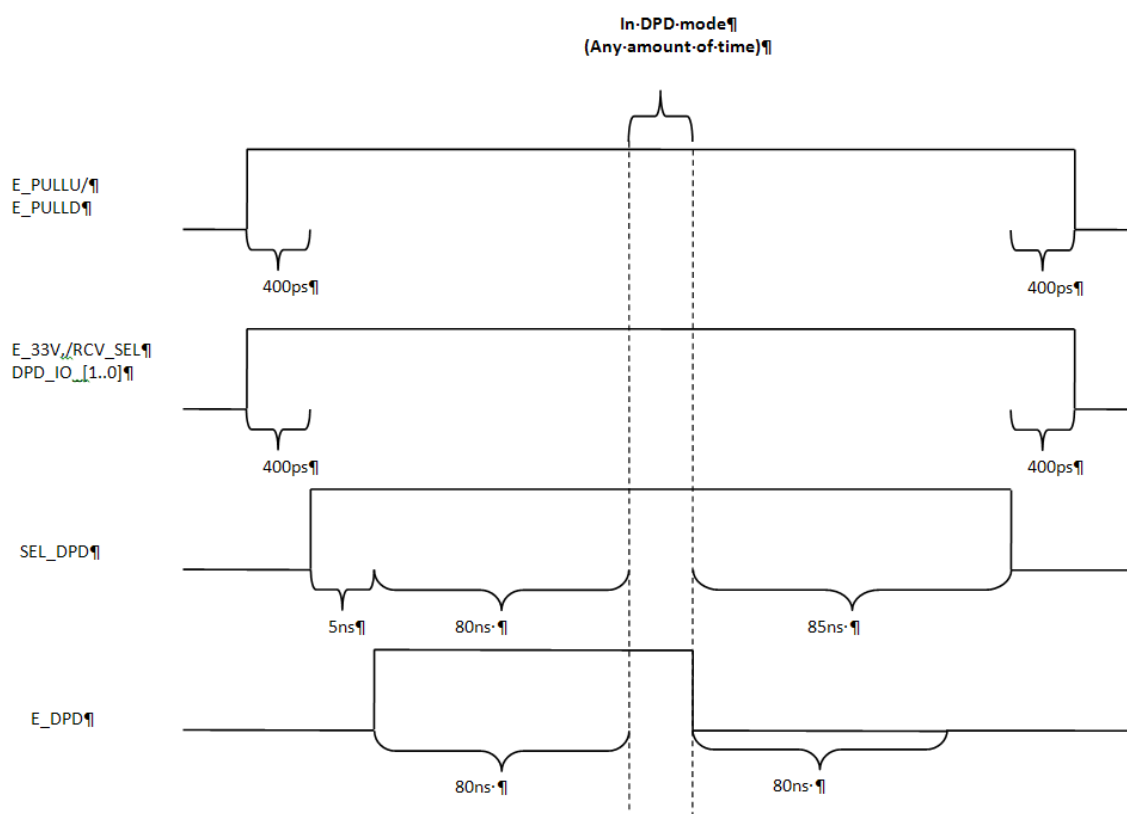 In·DPD·mode¶
(Any·amount·of·time)¶
E_PULLU/¶
E_PULLD¶
400ps¶
400ps¶
E_33V,/RCV_SEL¶
DPD_IO_[1..0]¶
400ps¶
400ps¶
SEL_DPD¶
5ns¶
80ns·¶
85ns·¶
E_DPD¶
80ns·¶
80ns·¶